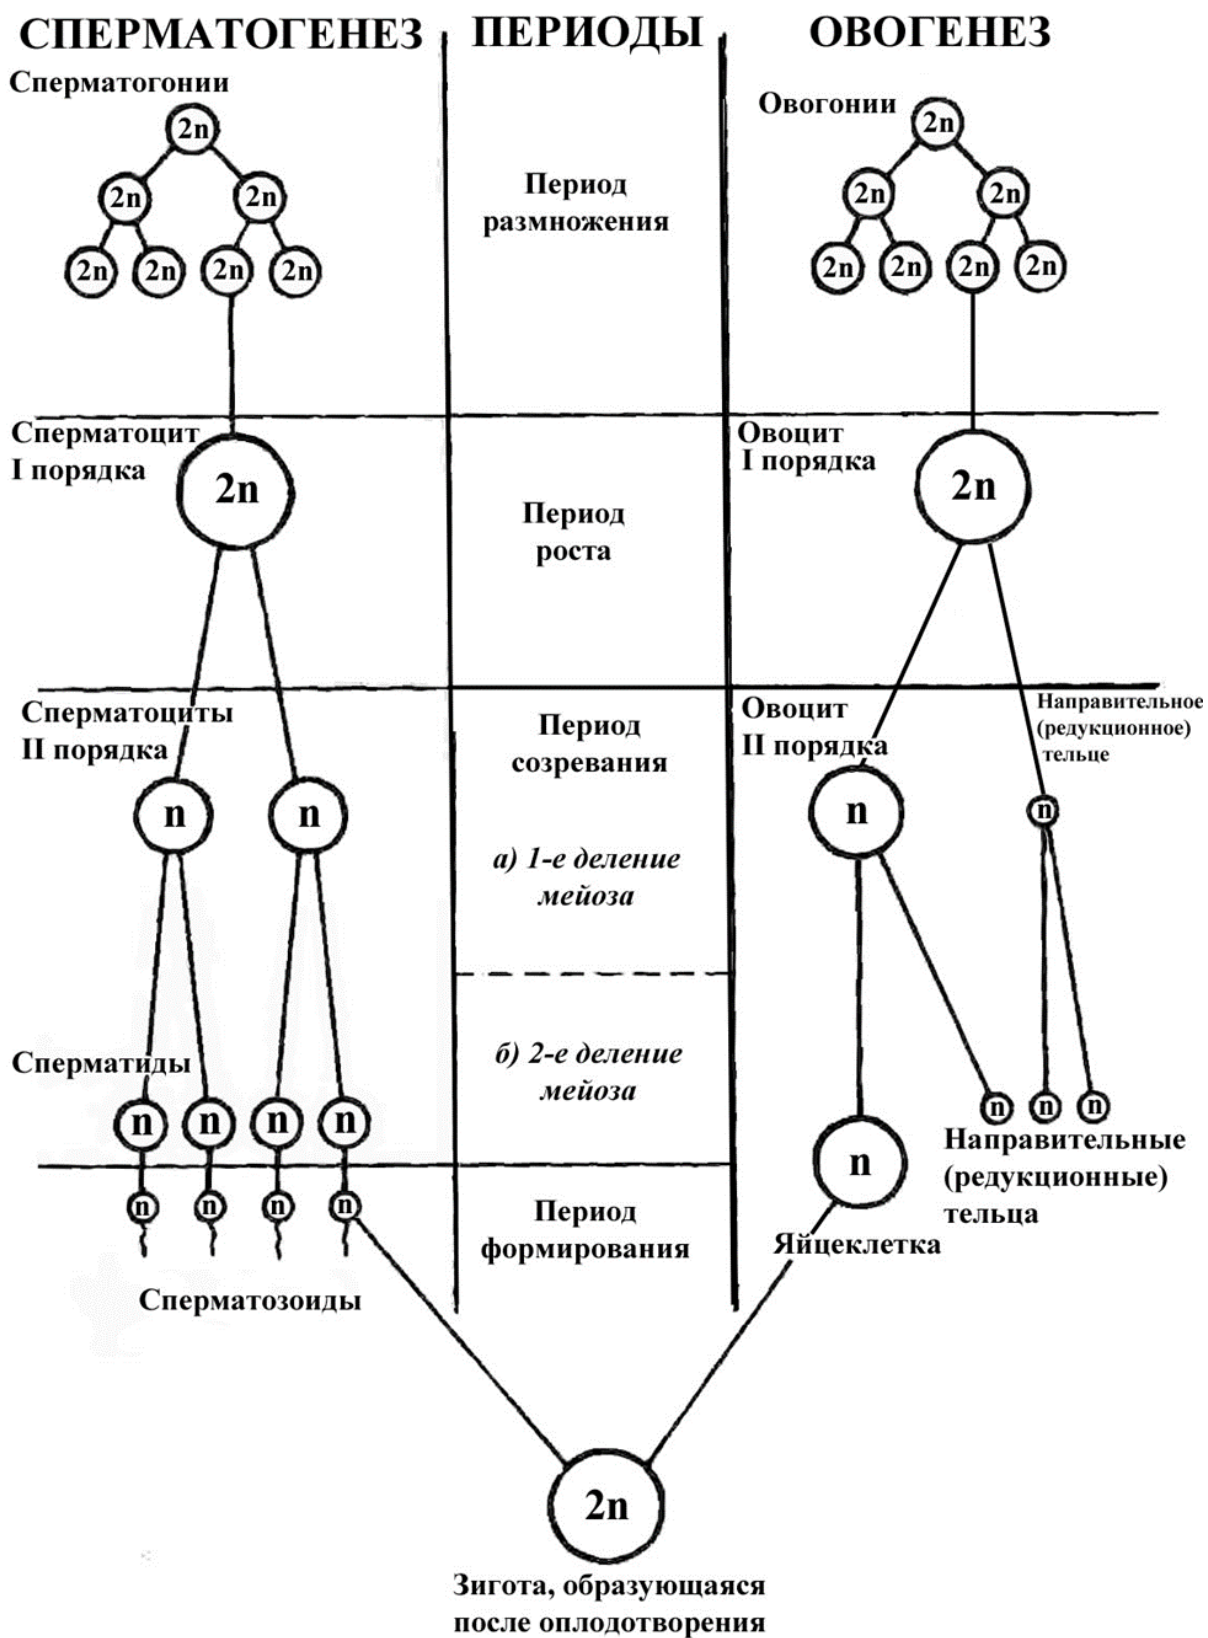 СПЕРМАТОГЕНЕЗ ПЕРИОДЫ ОВОГЕНЕЗ
Сперматогонии
Овогонии
2n
2n
2n 2n
2n 2n
Период
размножения
2n 2n 2n 2n
2n 2n 2n 2n
Сперматоцит
I порядка
2n
Период
роста
Овоцит
I порядка
2n
Сперматоциты
II порядка
n n
Период
созревания
Овоцит
II порядка
n
Направительное
(редукционное)
тельце
n
а) 1-е деление
мейоза
б) 2-е деление
мейоза
Сперматиды
n n n n
n n n
Направительные
(редукционные)
тельца
n
Яйцеклетка
n n n n
Период
формирования
Сперматозоиды
2n
Зигота, образующаяся
после оплодотворения